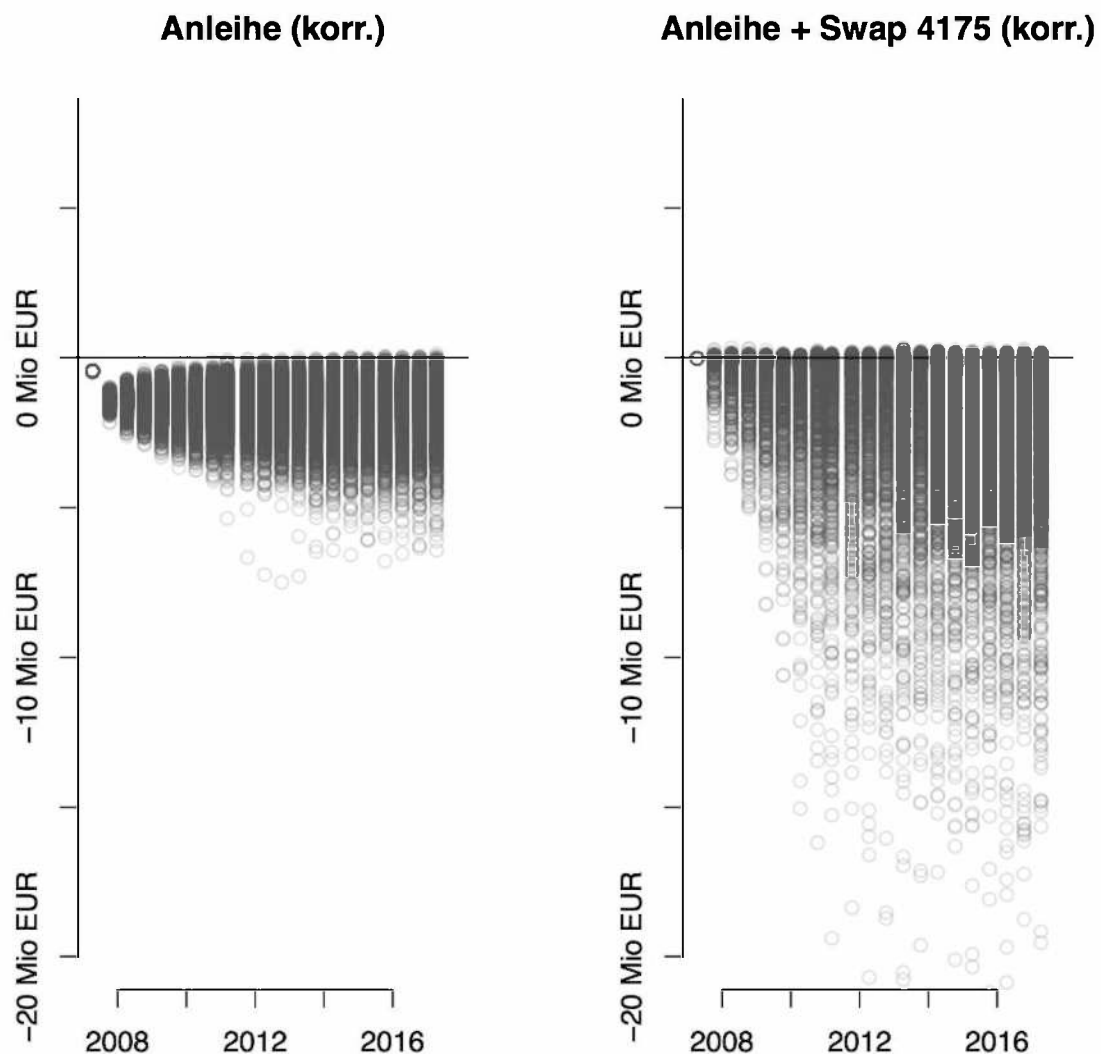 Anleihe (korr.)
0 Mio EUR
−10 Mio EUR
−20 Mio EUR
2008 2012 2016
Anleihe + Swap 4175 (korr.)
0 Mio EUR
−10 Mio EUR
−20 Mio EUR
2008 2012 2016